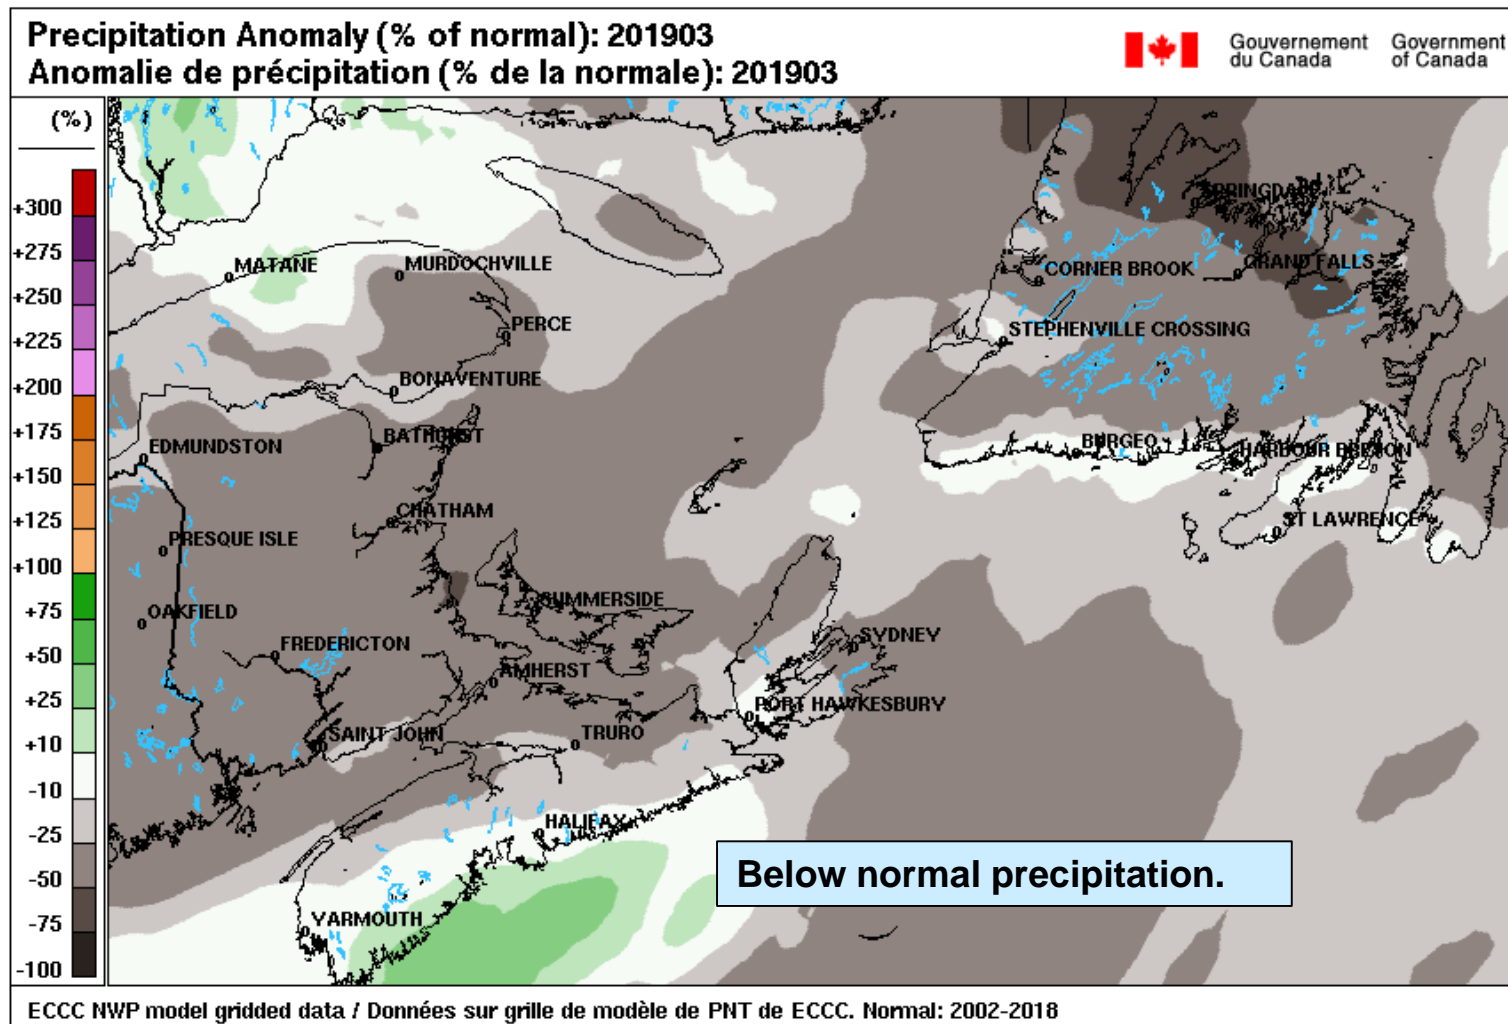 Precipitation Anomaly (% of normal): 201903
Anomalie de précipitation (% de la normale): 201903
Gouvernement du Canada
Government of Canada
(%)
+300
+275
+250
+225
+200
+175
+150
+125
+100
+75
+50
+25
+10
-10
-25
-50
-75
-100
SPRINGDALE
MATANE
MURDOCHVILLE
CORNER BROOK
GRAND FALLS
PERCE
STEPHENVILLE CROSSING
BONAVENTURE
BATHURST
EDMUNDSTON
BURGEO
HARBOUR BRETON
CHATHAM
ST LAWRENCE
PRESQUE ISLE
OAKFIELD
SUMMERSIDE
FREDERICTON
SYDNEY
AMHERST
PORT HAWKESBURY
SAINT JOHN
TRURO
HALIFAX
Below normal precipitation.
YARMOUTH
ECCC NWP model gridded data / Données sur grille de modèle de PNT de ECCC. Normal: 2002-2018